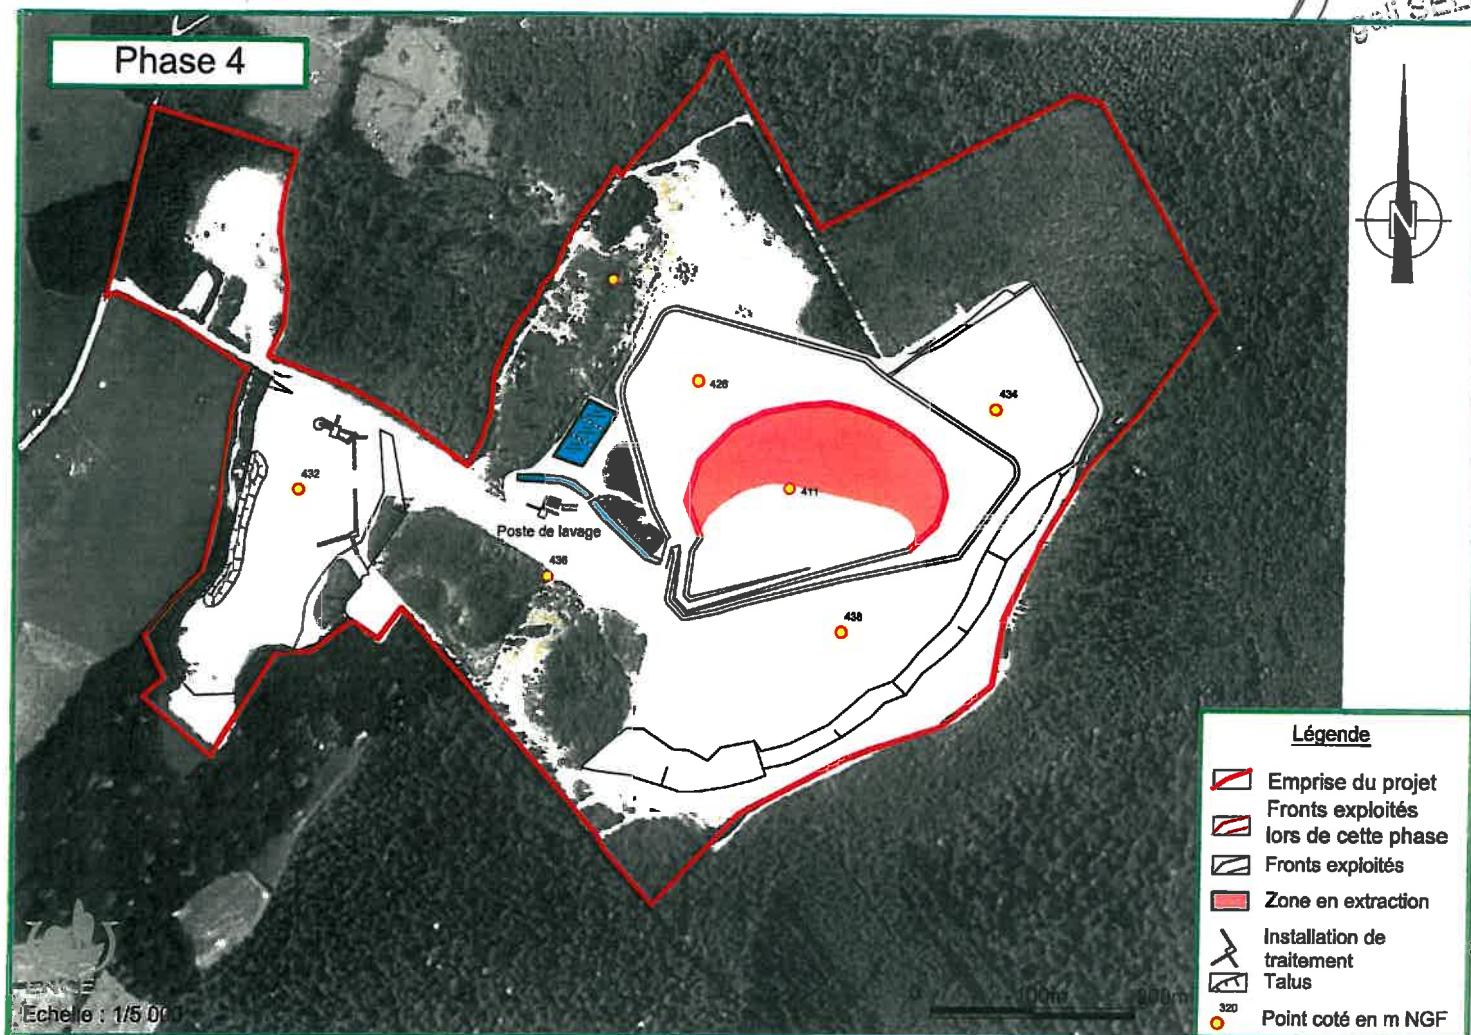 Phase 4
N
426
434
432
411
Poste de lavage
436
438
Légende
Emprise du projet
Fronts exploités
lors de cette phase
Fronts exploités
Zone en extraction
Installation de
traitement
Talus
320
Point coté en m NGF
100m
200m
Echelle : 1/5 000